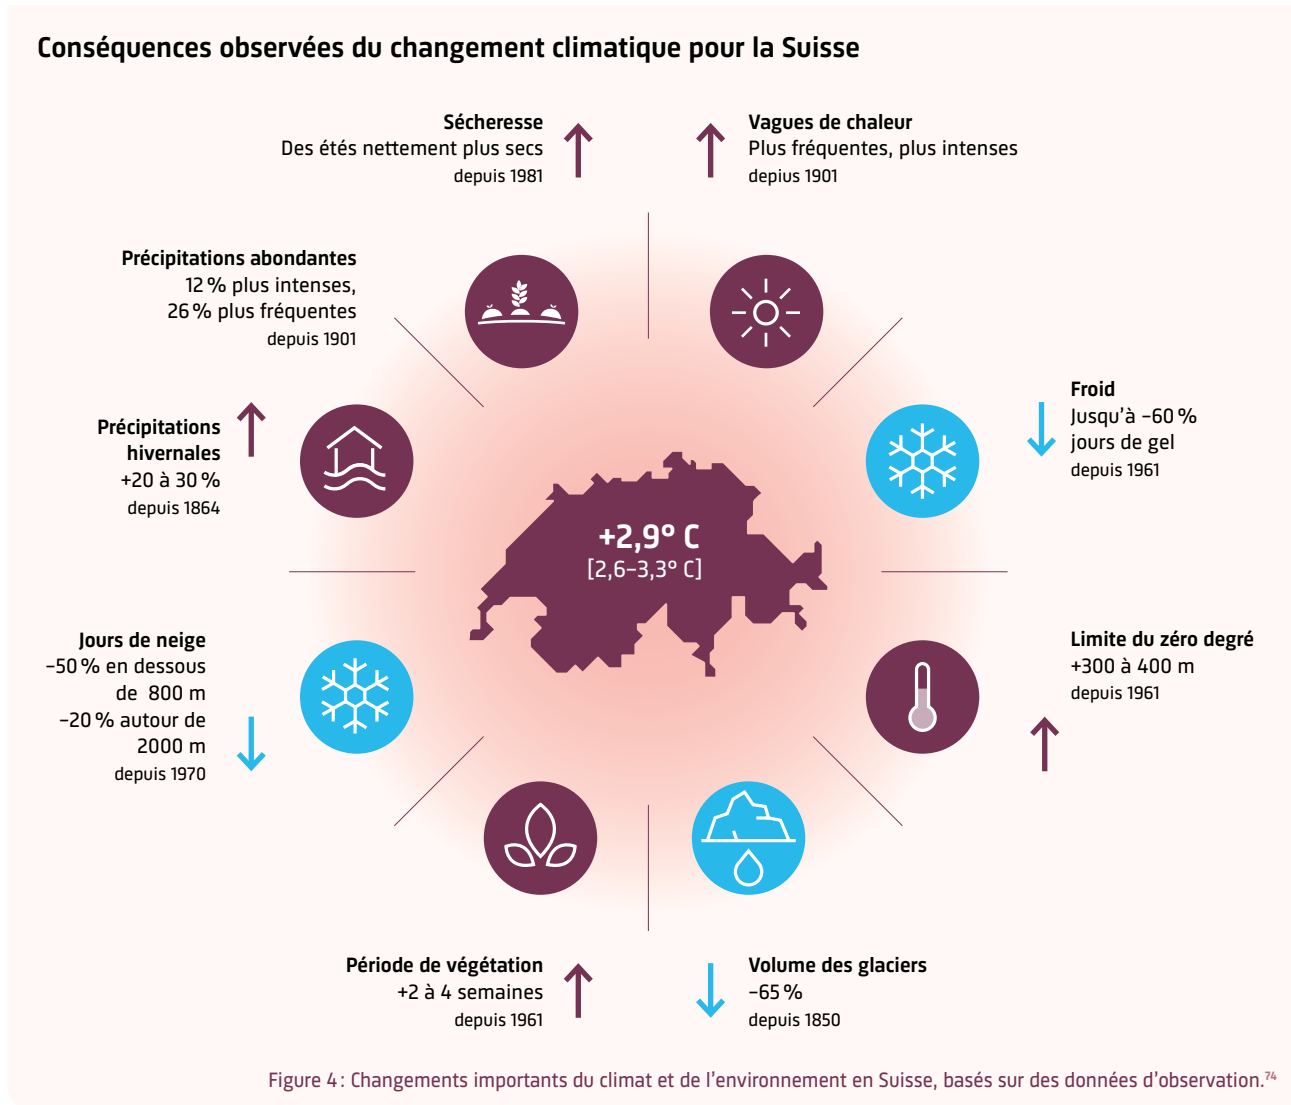 Conséquences observées du changement climatique pour la Suisse
Sécheresse
Des étés nettement plus secs
depuis 1981
Vagues de chaleur
Plus fréquentes, plus intenses
depius 1901
Précipitations abondantes
12 % plus intenses,
26 % plus fréquentes
depuis 1901
Froid
Jusqu’à −60 %
jours de gel
depuis 1961
Précipitations
hivernales
+20 à 30 %
depuis 1864
+2,9° C
[2,6–3,3° C]
Jours de neige
−50 % en dessous
de 800 m
−20 % autour de
2000 m
depuis 1970
Limite du zéro degré
+300 à 400 m
depuis 1961
Période de végétation
+2 à 4 semaines
depuis 1961
Volume des glaciers
−65 %
depuis 1850
Figure 4 : Changements importants du climat et de l’environnement en Suisse, basés sur des données d’observation.74